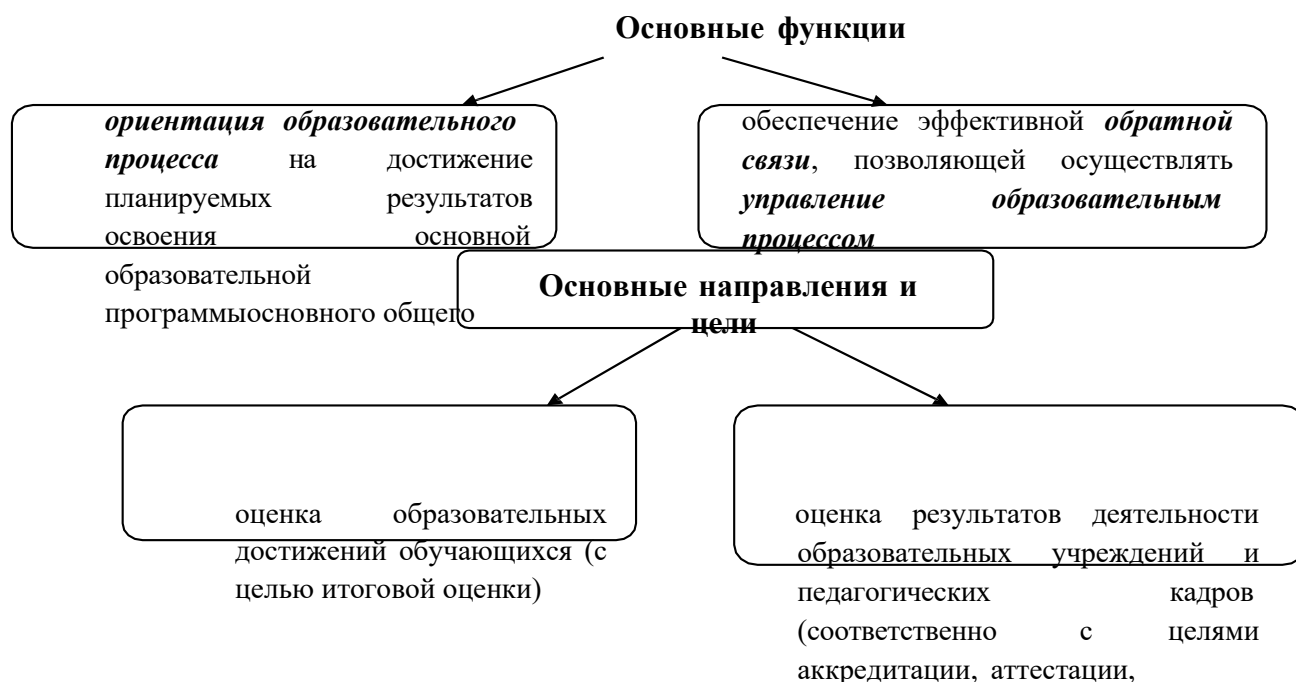 Основные функции
ориентация образовательного
процесса на достижение
планируемых результатов
освоения основной
образовательной
программыосновного общего
обеспечение эффективной обратной
связи, позволяющей осуществлять
управление образовательным
процессом
Основные направления и
цели
оценка образовательных
достижений обучающихся (с
целью итоговой оценки)
оценка результатов деятельности
образовательных учреждений и
педагогических кадров
(соответственно с целями
аккредитации, аттестации,